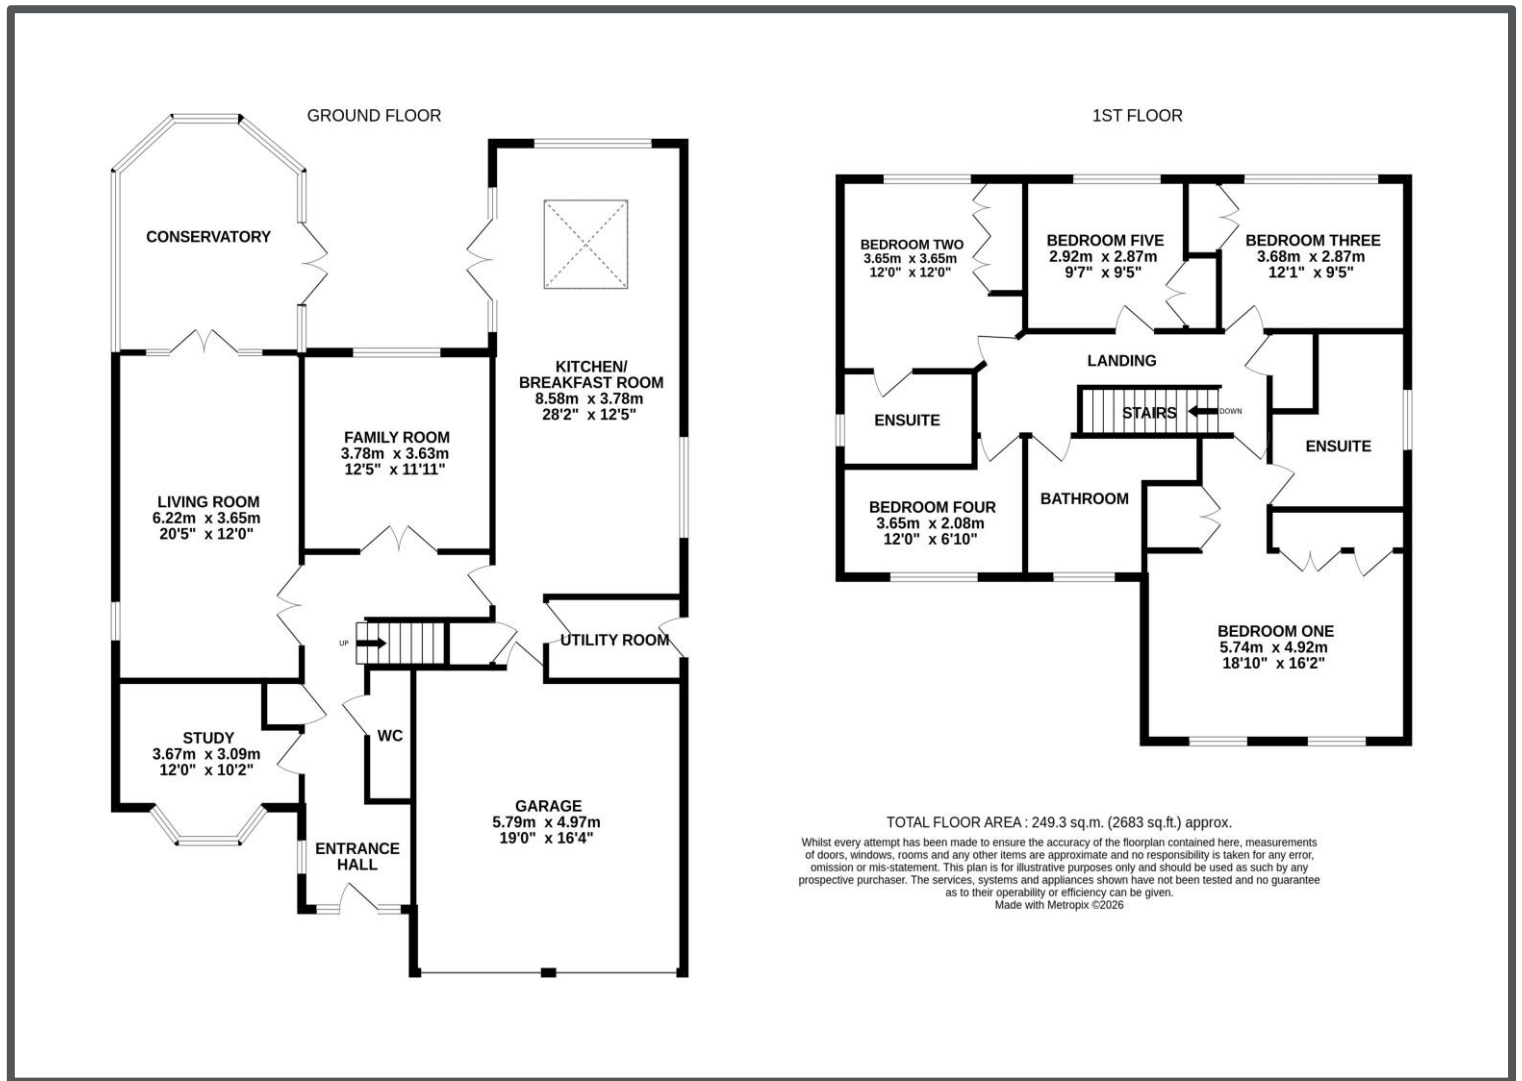 GROUND FLOOR
CONSERVATORY
KITCHEN/
BREAKFAST ROOM
8.58m x 3.78m
28'2" x 12'5"
FAMILY ROOM
3.78m x 3.63m
12'5" x 11'11"
LIVING ROOM
6.22m x 3.65m
20'5" x 12'0"
UP
UTILITY ROOM
STUDY
3.67m x 3.09m
12'0" x 10'2"
WC
GARAGE
5.79m x 4.97m
19'0" x 16'4"
ENTRANCE
HALL
1ST FLOOR
BEDROOM TWO
3.65m x 3.65m
12'0" x 12'0"
BEDROOM FIVE
2.92m x 2.87m
9'7" x 9'5"
BEDROOM THREE
3.68m x 2.87m
12'1" x 9'5"
LANDING
ENSUITE
STAIRS
DOWN
ENSUITE
BEDROOM FOUR
3.65m x 2.08m
12'0" x 6'10"
BATHROOM
BEDROOM ONE
5.74m x 4.92m
18'10" x 16'2"
TOTAL FLOOR AREA : 249.3 sq.m. (2683 sq.ft.) approx.
Whilst every attempt has been made to ensure the accuracy of the floorplan contained here, measurements
of doors, windows, rooms and any other items are approximate and no responsibility is taken for any error,
omission or mis-statement. This plan is for illustrative purposes only and should be used as such by any
prospective purchaser. The services, systems and appliances shown have not been tested and no guarantee
as to their operability or efficiency can be given.
Made with Metropix ©2026